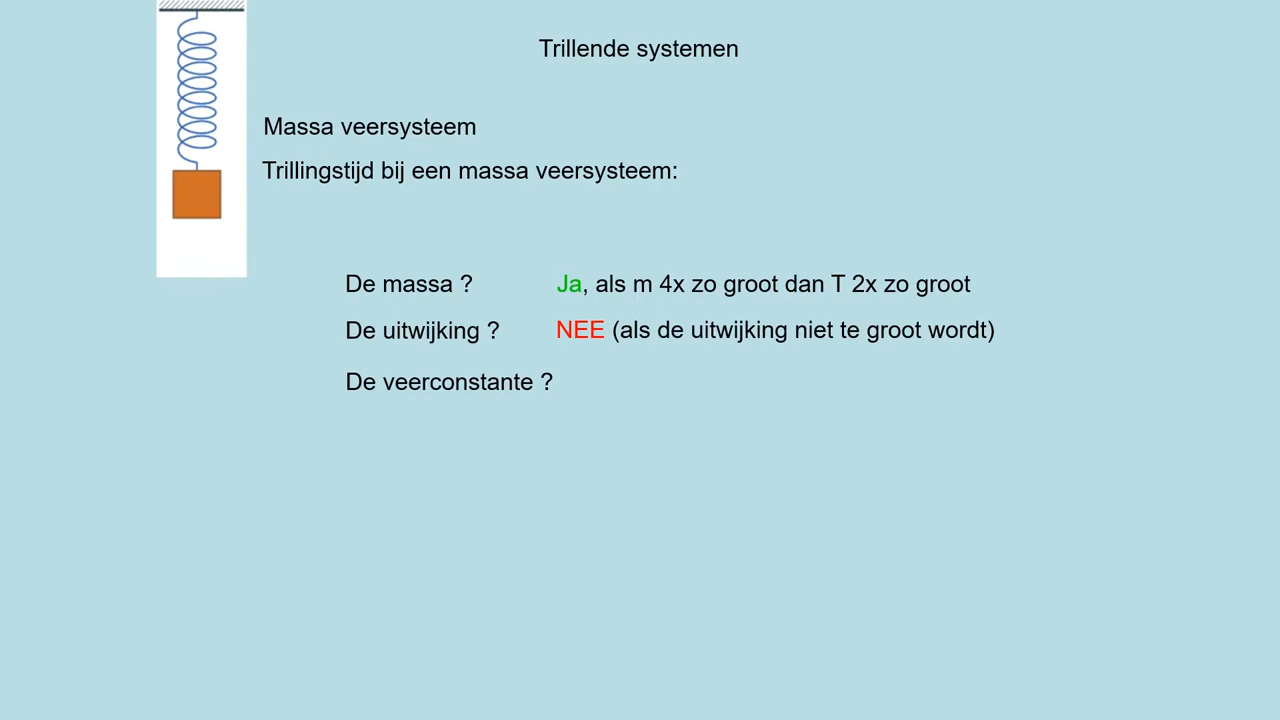 Trillende systemen
Massa veersysteem
Trillingstijd bij een massa veersysteem:
De massa ? Ja, als m 4x zo groot dan T 2x zo groot
De uitwijking ? NEE (als de uitwijking niet te groot wordt)
De veerconstante ?